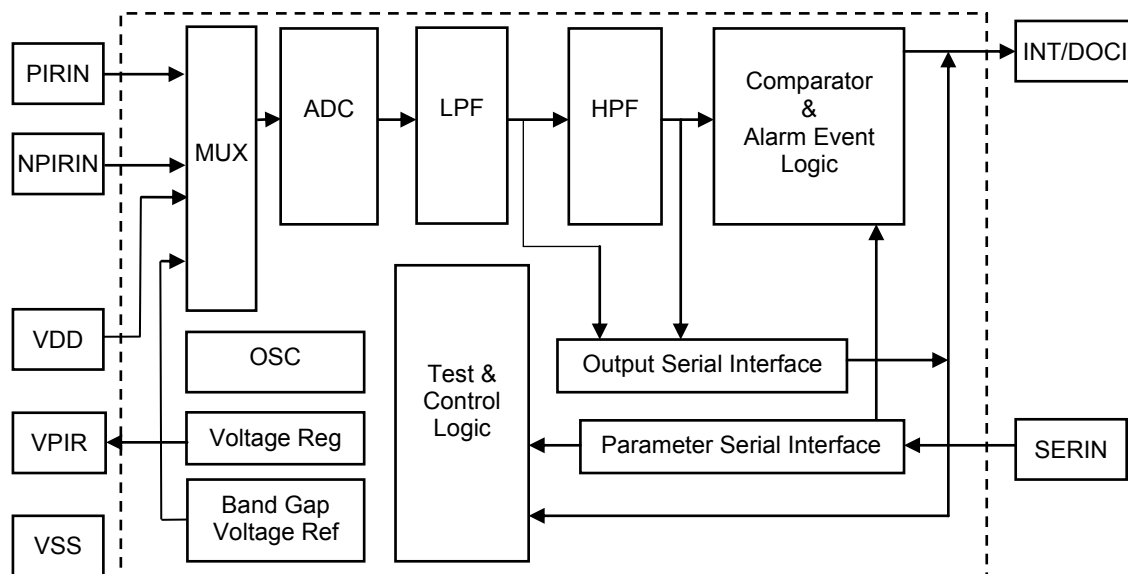 PIRIN
NPIRIN
VDD
VPIR
VSS
MUX
ADC
LPF
HPF
Comparator
&
Alarm Event
Logic
INT/DOCI
OSC
Voltage Reg
Band Gap
Voltage Ref
Test &
Control
Logic
Output Serial Interface
Parameter Serial Interface
SERIN